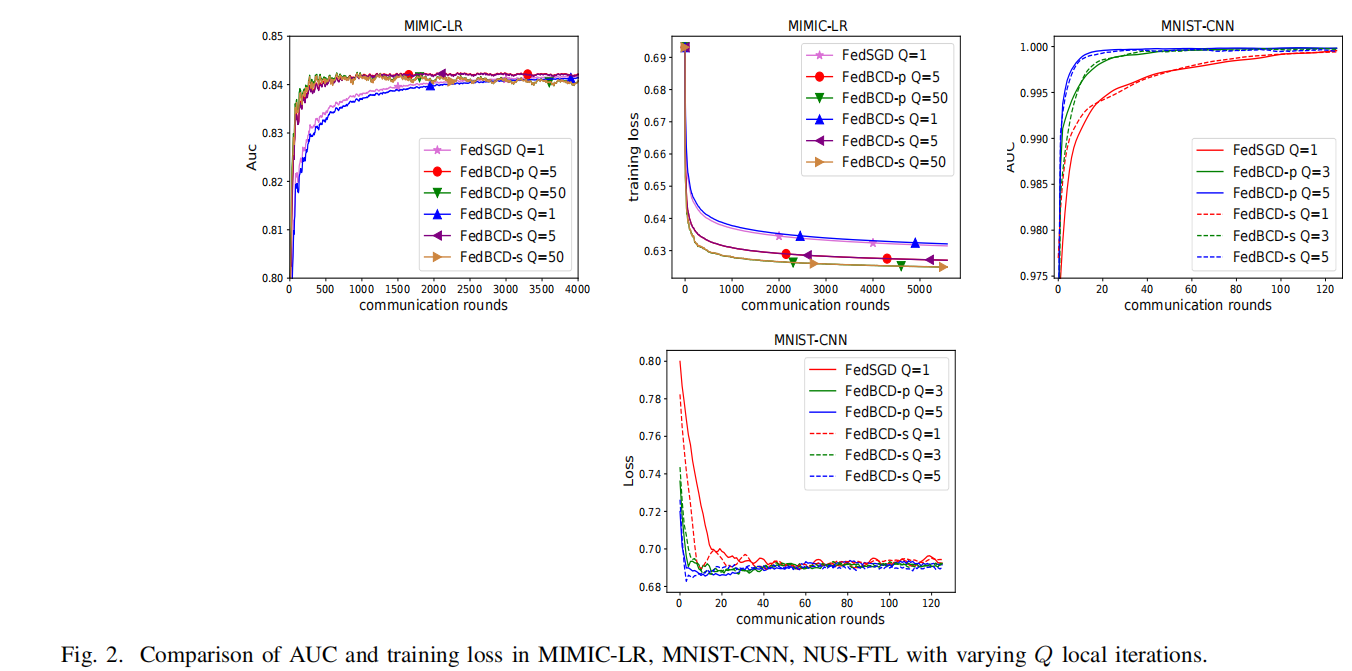 MIMIC-LR
0.85
0.84
0.83
0.82
0.81
0.80
Auc
FedSGD Q=1
FedBCD-p Q=5
FedBCD-p Q=50
FedBCD-s Q=1
FedBCD-s Q=5
FedBCD-s Q=50
0 500 1000 1500 2000 2500 3000 3500 4000
communication rounds
MIMIC-LR
0.69
0.68
0.67
0.66
0.65
0.64
0.63
training loss
FedSGD Q=1
FedBCD-p Q=5
FedBCD-p Q=50
FedBCD-s Q=1
FedBCD-s Q=5
FedBCD-s Q=50
0 1000 2000 3000 4000 5000
communication rounds
MNIST-CNN
1.000
0.995
0.990
0.985
0.980
0.975
AUC
FedSGD Q=1
FedBCD-p Q=3
FedBCD-p Q=5
FedBCD-s Q=1
FedBCD-s Q=3
FedBCD-s Q=5
0 20 40 60 80 100 120
communication rounds
MNIST-CNN
0.80
0.78
0.76
0.74
0.72
0.70
0.68
Loss
FedSGD Q=1
FedBCD-p Q=3
FedBCD-p Q=5
FedBCD-s Q=1
FedBCD-s Q=3
FedBCD-s Q=5
0 20 40 60 80 100 120
communication rounds
Fig. 2. Comparison of AUC and training loss in MIMIC-LR, MNIST-CNN, NUS-FTL with varying Q local iterations.